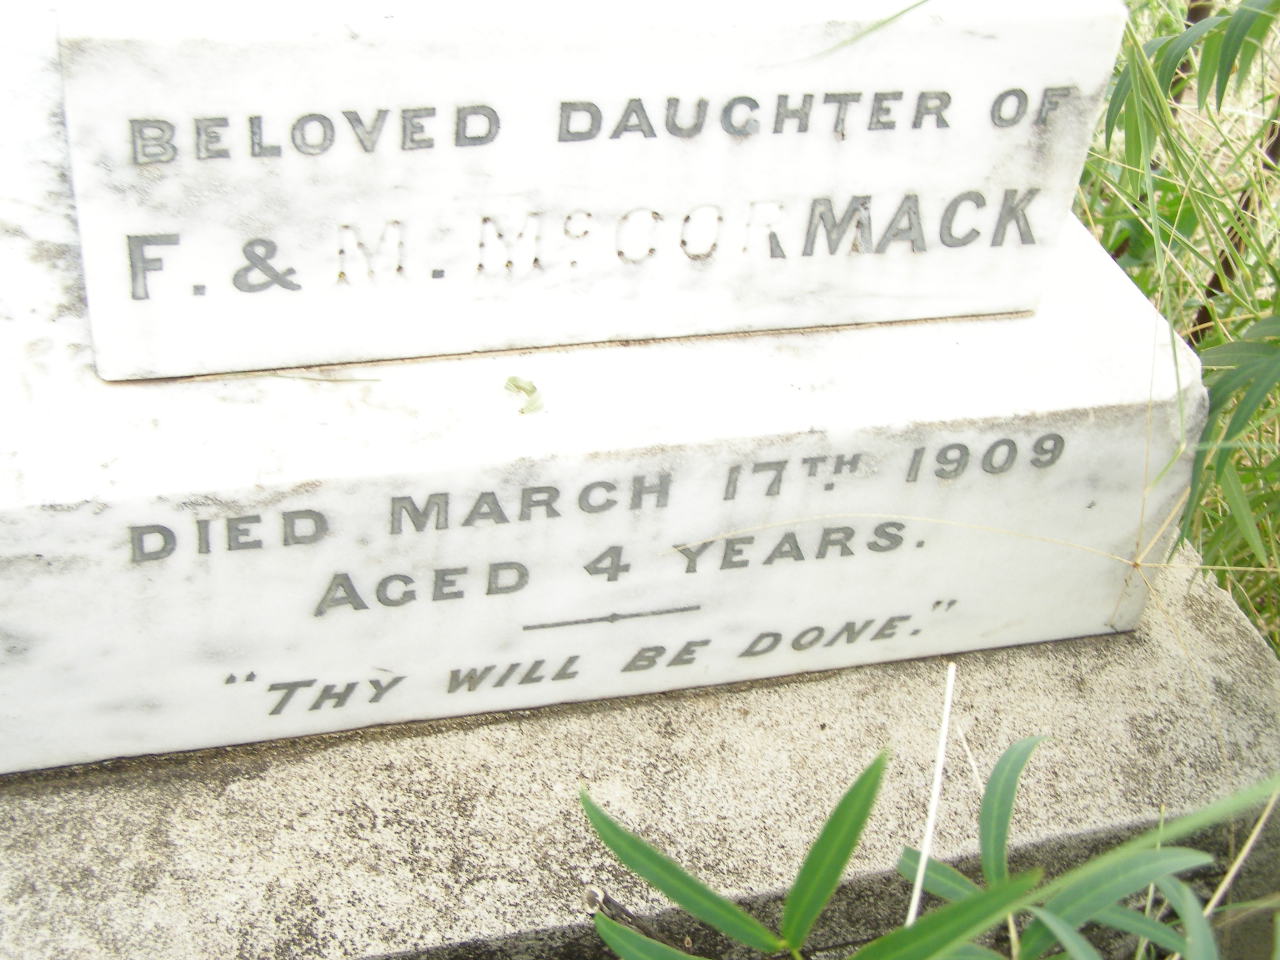 BELOVED DAUGHTER OF
F. & M. McCORMACK
DIED MARCH 17TH. 1909
AGED 4 YEARS.
"THY WILL BE DONE."